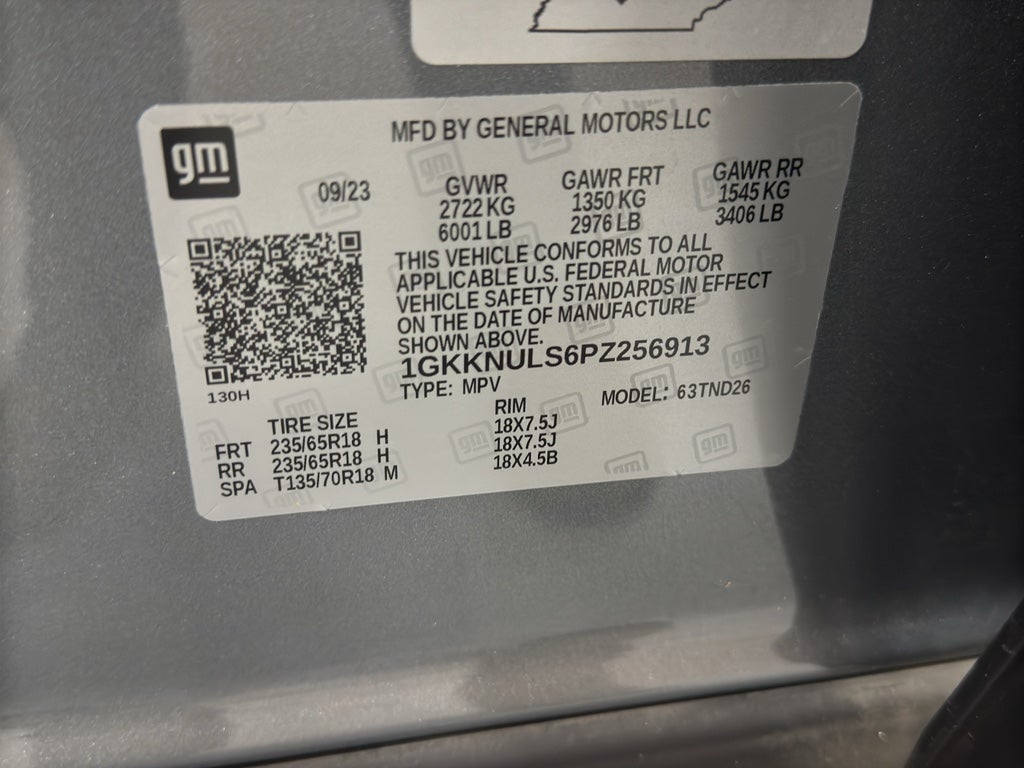 gm
MFD BY GENERAL MOTORS LLC
09/23
GVWR GAWR FRT GAWR RR
2722 KG 1350 KG 1545 KG
6001 LB 2976 LB 3406 LB
THIS VEHICLE CONFORMS TO ALL
APPLICABLE U.S. FEDERAL MOTOR
VEHICLE SAFETY STANDARDS IN EFFECT
ON THE DATE OF MANUFACTURE
SHOWN ABOVE.
1GKKNULS6PZ256913
TYPE: MPV MODEL: 63TND26
130H
TIRE SIZE RIM
FRT 235/65R18 H 18X7.5J
RR 235/65R18 H 18X7.5J
SPA T135/70R18 M 18X4.5B